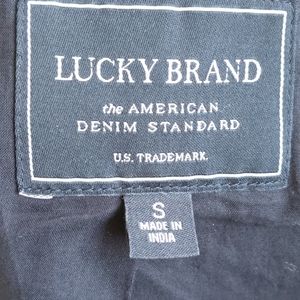 LUCKY BRAND
the AMERICAN
DENIM STANDARD
U.S. TRADEMARK.
S
MADE IN
INDIA